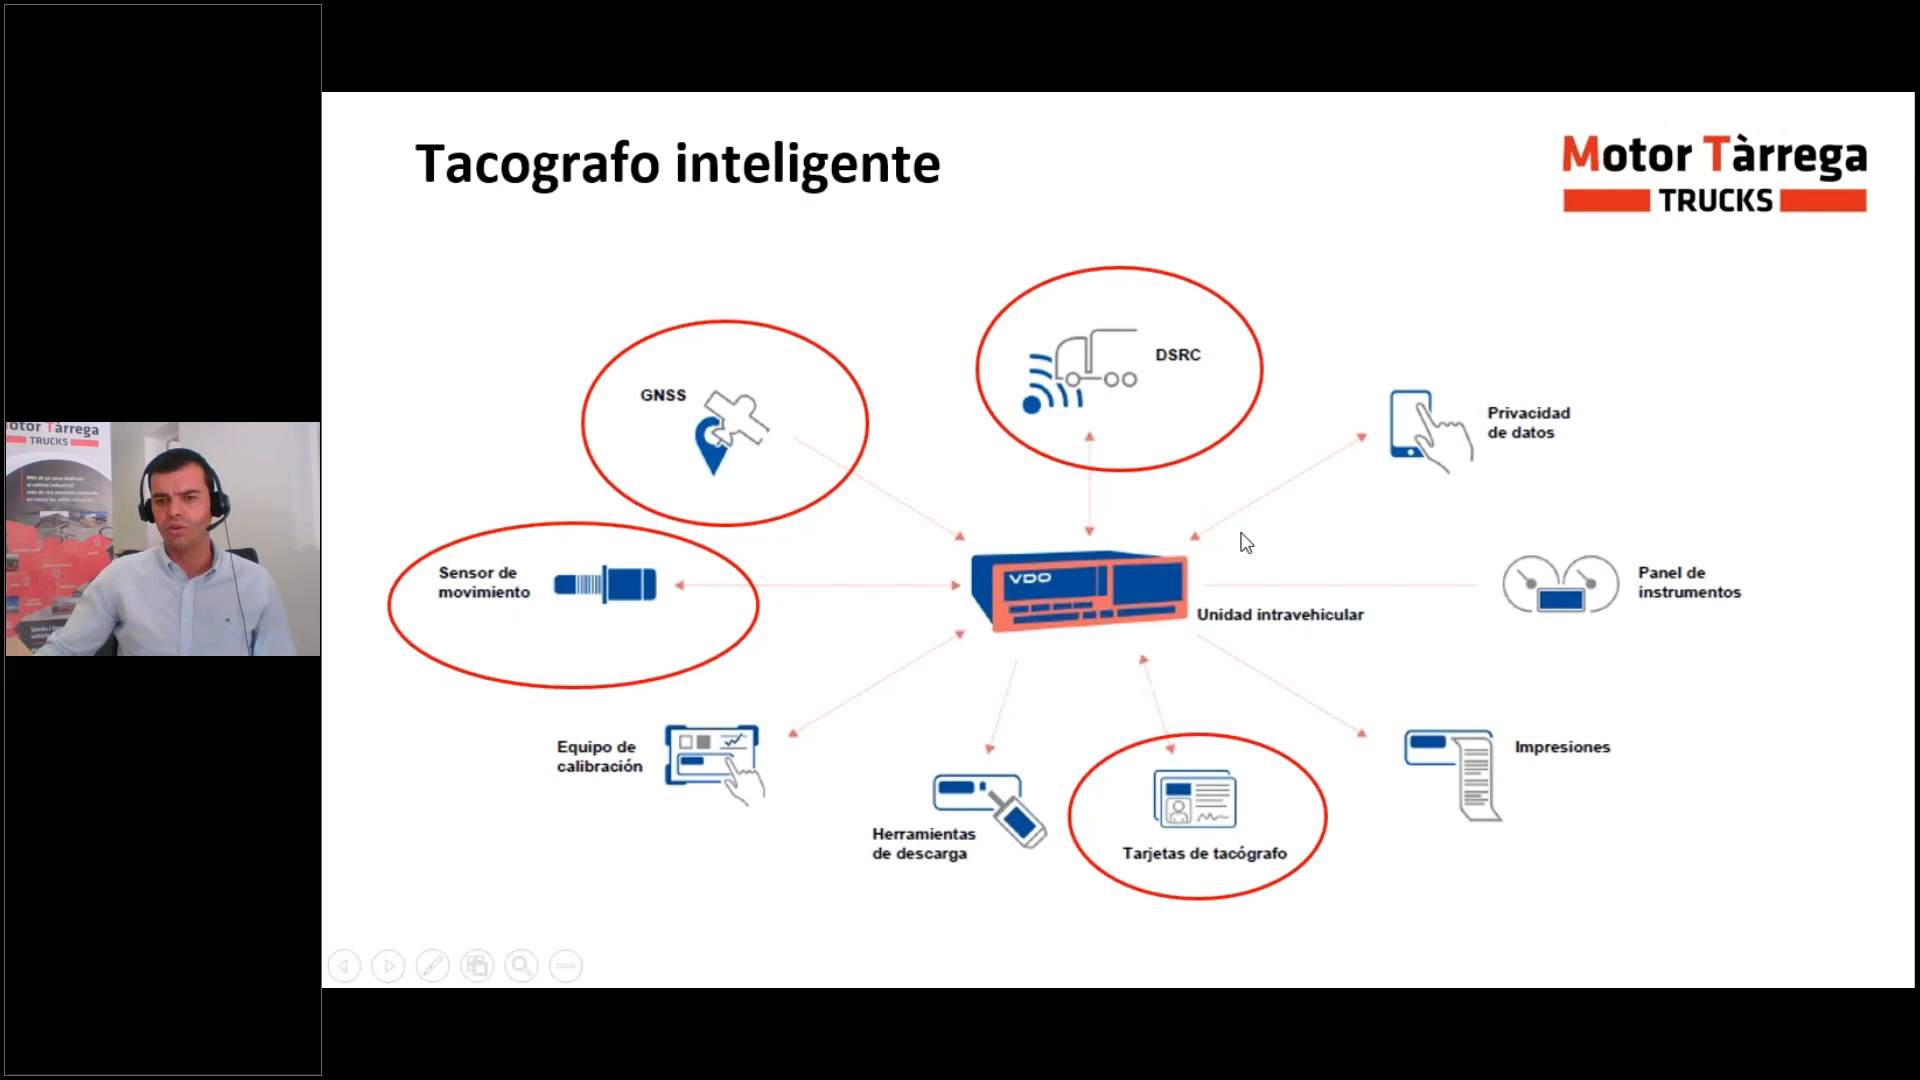 Tacografo inteligente
Motor Tàrrega
TRUCKS
GNSS
DSRC
Privacidad
de datos
Sensor de
movimiento
VDO
Unidad intravehicular
Panel de
instrumentos
Equipo de
calibración
Herramientas
de descarga
Tarjetas de tacógrafo
Impresiones
otor Tàrrega
TRUCKS